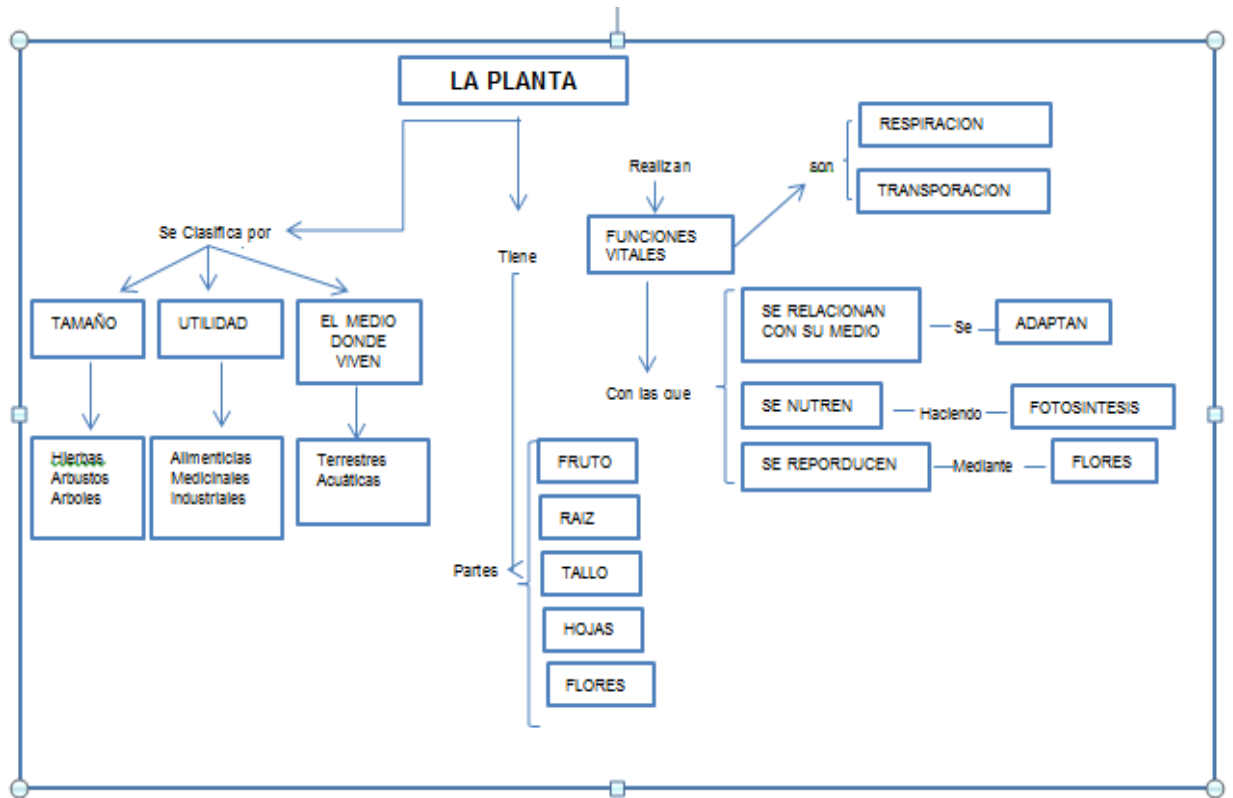 LA PLANTA
Se Clasifica por
TAMAÑO
UTILIDAD
EL MEDIO
DONDE
VIVEN
Hierbas
Arbustos
Arboles
Alimenticias
Medicinales
Industriales
Terrestres
Acuáticas
Tiene
Partes
FRUTO
RAIZ
TALLO
HOJAS
FLORES
Realizan
FUNCIONES
VITALES
son
RESPIRACION
TRANSPORACION
Con las que
SE RELACIONAN
CON SU MEDIO
Se
ADAPTAN
SE NUTREN
Haciendo
FOTOSINTESIS
SE REPORDUCEN
Mediante
FLORES